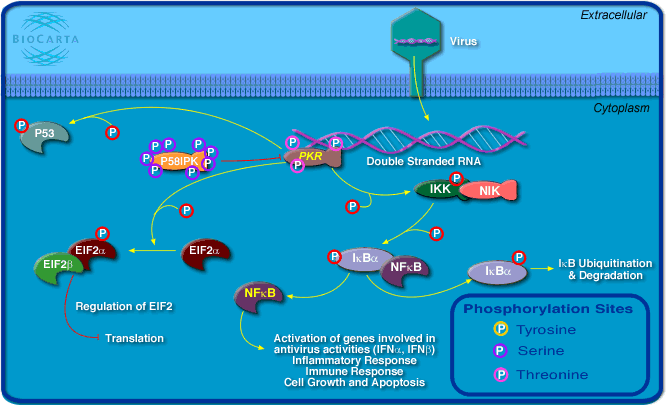 BIOCARTA
Extracellular
Virus
Cytoplasm
P
P53
P
P P P
P58IPK
P P P P
P P
PKR
P
Double Stranded RNA
P
IKK
NIK
P
P
P
P
EIF2α
EIF2β
EIF2α
P
IκBα
NFκB
P
IκBα
IκB Ubiquitination
& Degradation
NFκB
Regulation of EIF2
Translation
Activation of genes involved in
antivirus activities (IFNα, IFNβ)
Inflammatory Response
Immune Response
Cell Growth and Apoptosis
Phosphorylation Sites
P Tyrosine
P Serine
P Threonine